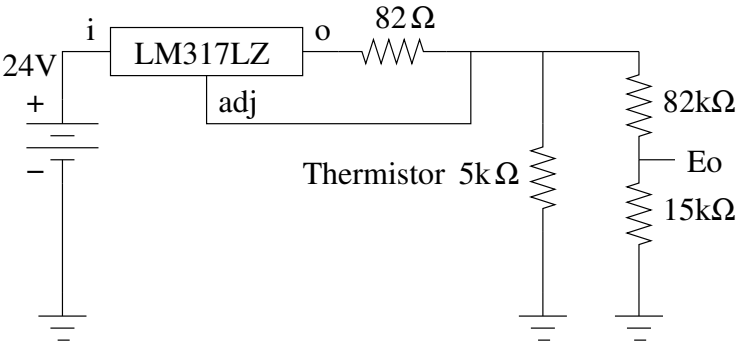 82Ω
i
LM317LZ
o
24V
+
adj
82kΩ
Eo
−
Thermistor 5kΩ
15kΩ